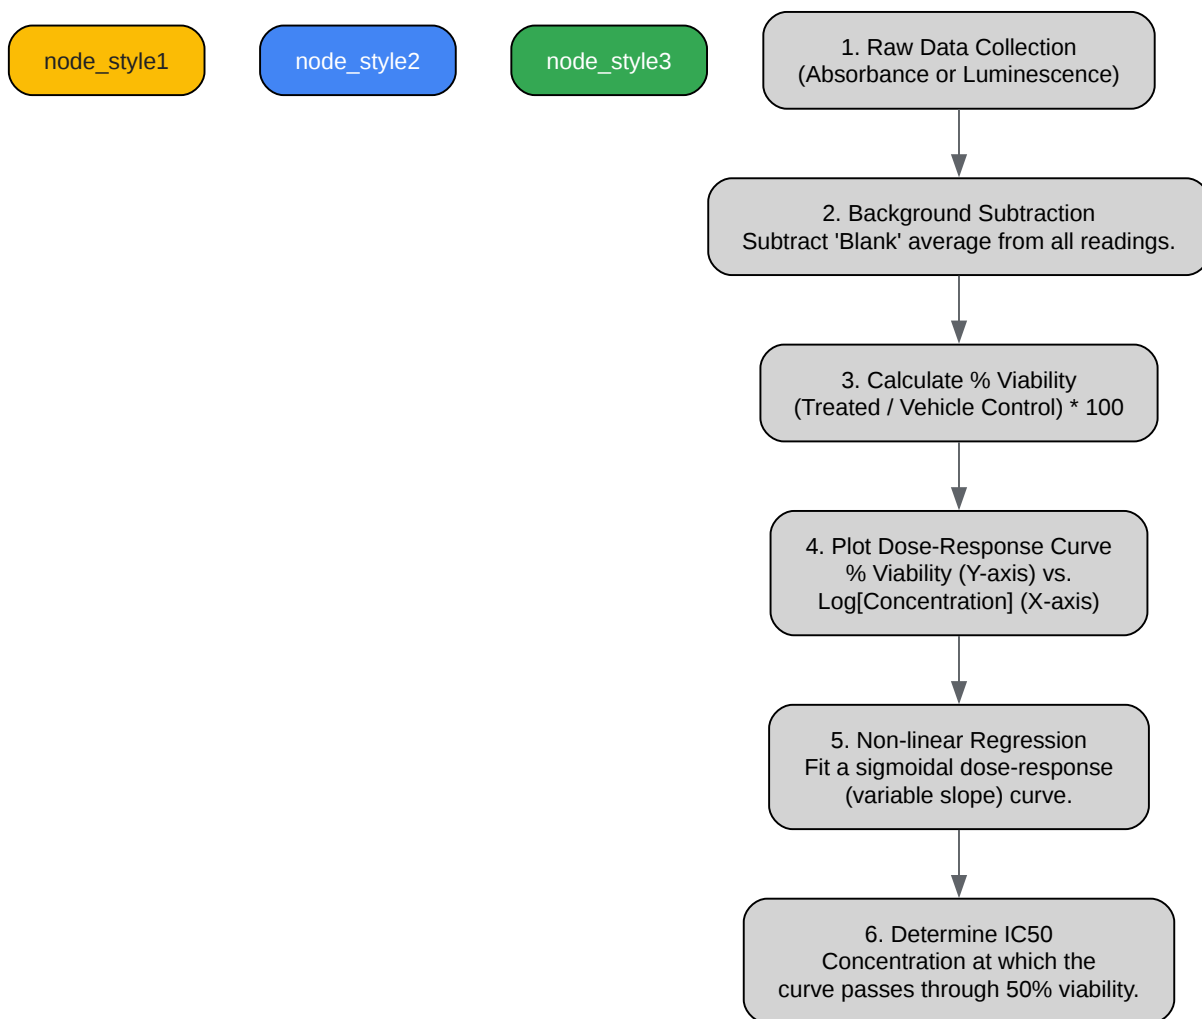 node_style1
node_style2
node_style3
1. Raw Data Collection
(Absorbance or Luminescence)
2. Background Subtraction
Subtract 'Blank' average from all readings.
3. Calculate % Viability
(Treated / Vehicle Control) * 100
4. Plot Dose-Response Curve
% Viability (Y-axis) vs.
Log[Concentration] (X-axis)
5. Non-linear Regression
Fit a sigmoidal dose-response
(variable slope) curve.
6. Determine IC50
Concentration at which the
curve passes through 50% viability.